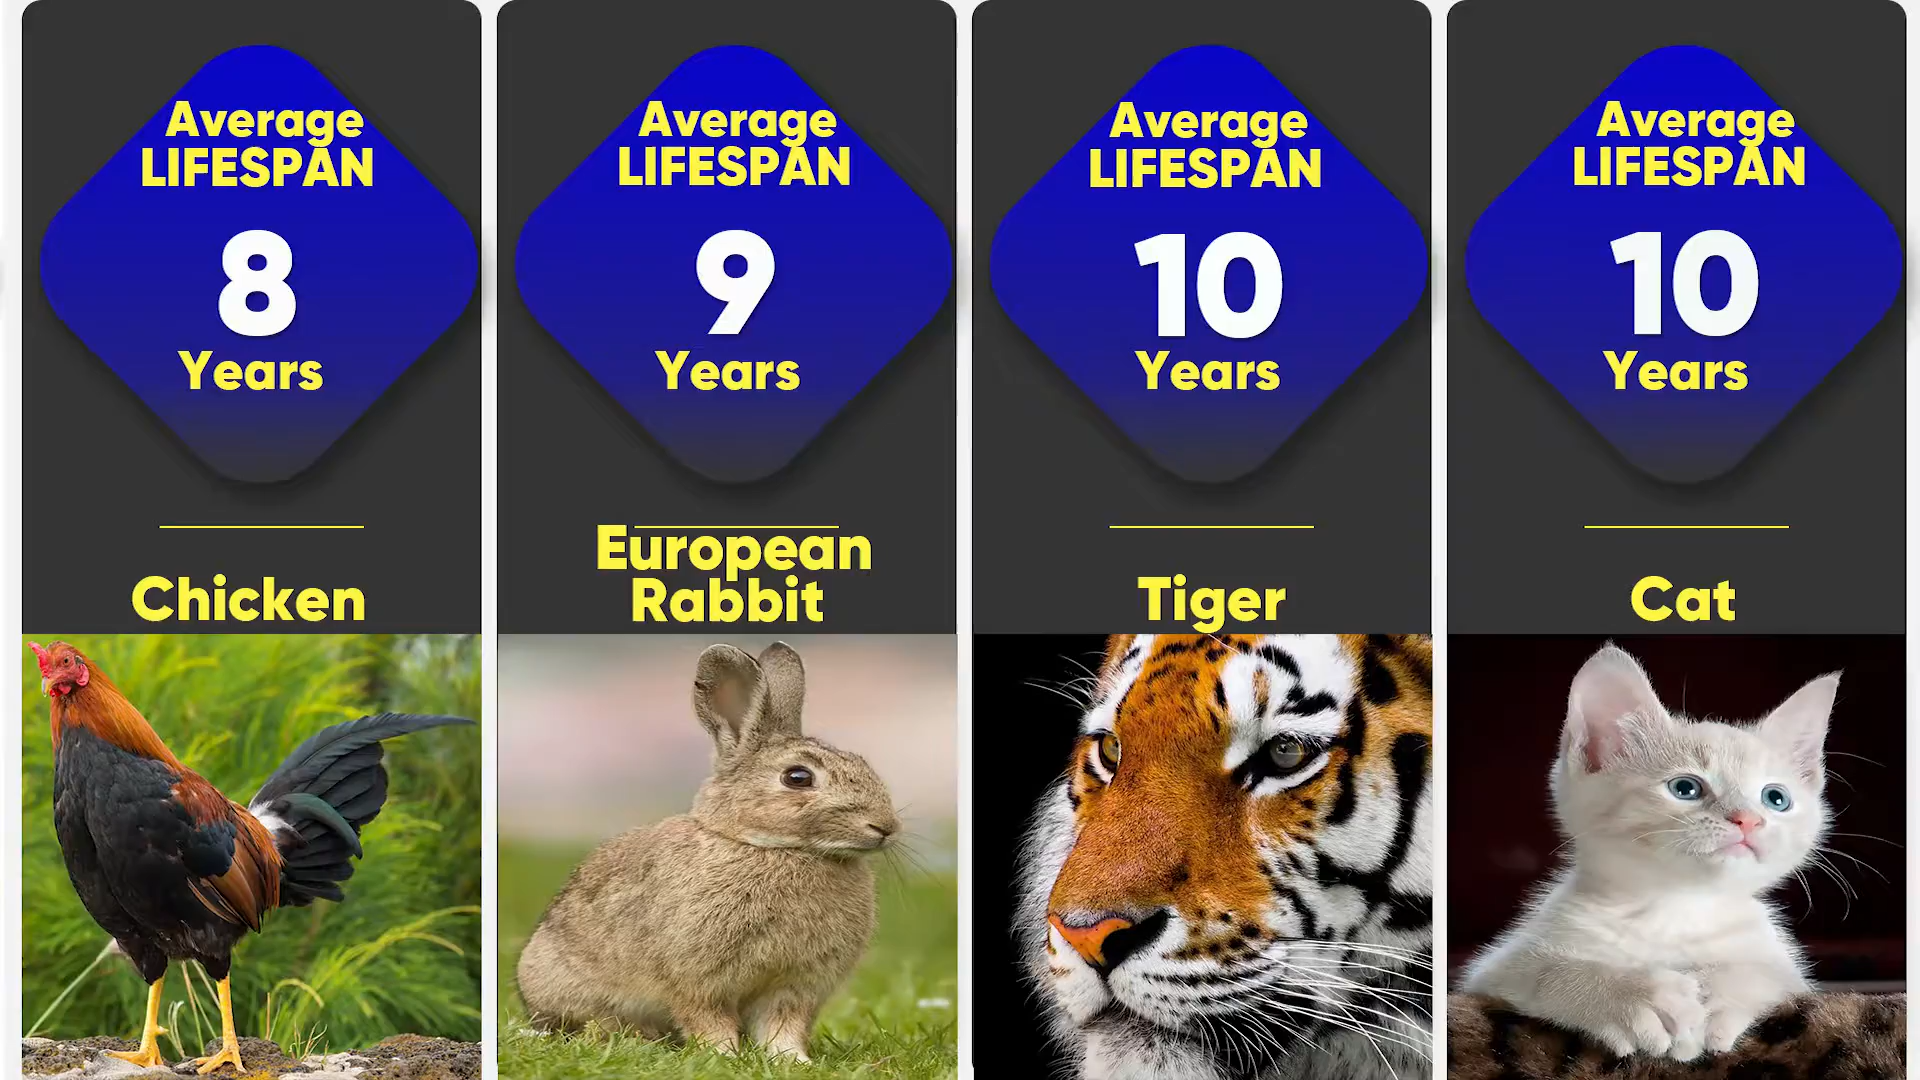 Average
LIFESPAN
8
Years
Chicken
Average
LIFESPAN
9
Years
European
Rabbit
Average
LIFESPAN
10
Years
Tiger
Average
LIFESPAN
10
Years
Cat